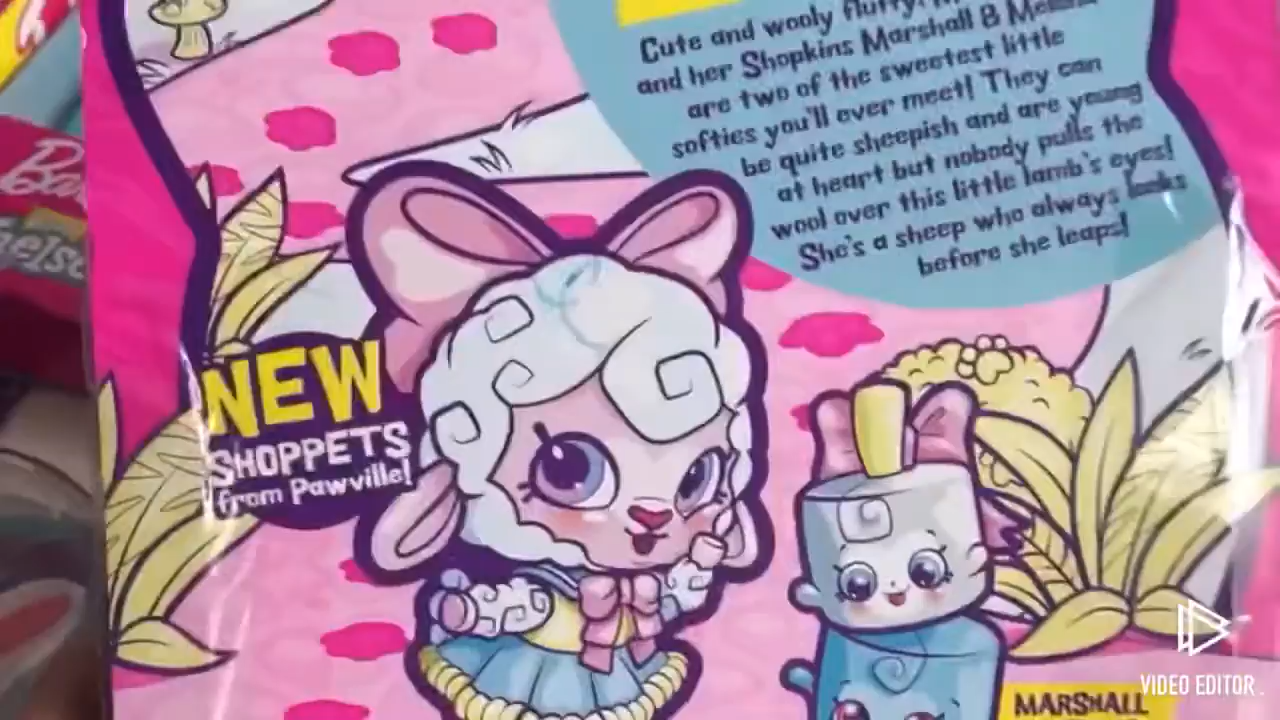 Cute and wooly fluffy!
and her Shopkins Marshall &
are two of the sweetest little
softies you'll ever meet! They can
be quite sheepish and are young
at heart but nobody pulls the
wool over this little lamb's eyes!
She's a sheep who always looks
before she leaps!
NEW
SHOPPETS
from Pawville!
MARSHALL
VIDEO EDITOR